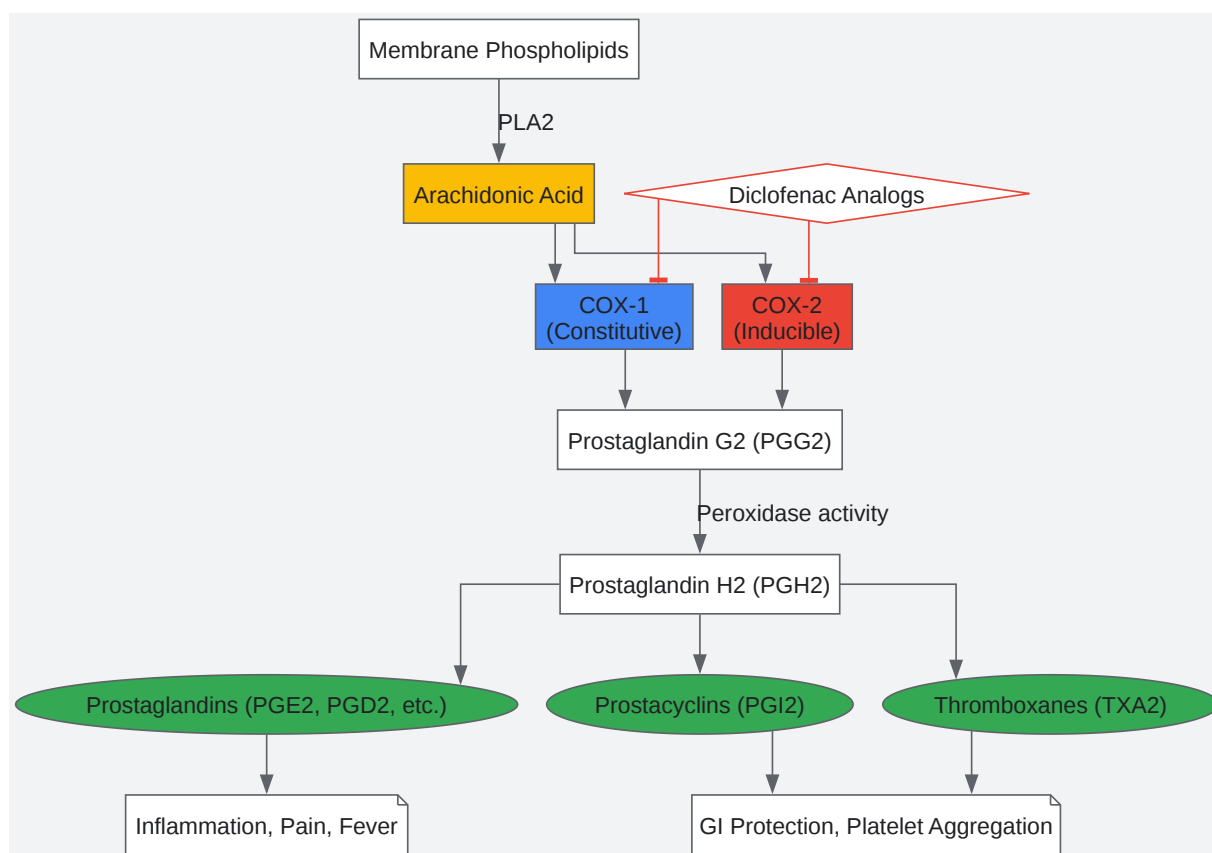 Membrane Phospholipids
PLA2
Arachidonic Acid
Diclofenac Analogs
COX-1
(Constitutive)
COX-2
(Inducible)
Prostaglandin G2 (PGG2)
Peroxidase activity
Prostaglandin H2 (PGH2)
Prostaglandins (PGE2, PGD2, etc.)
Prostacyclins (PGI2)
Thromboxanes (TXA2)
Inflammation, Pain, Fever
GI Protection, Platelet Aggregation